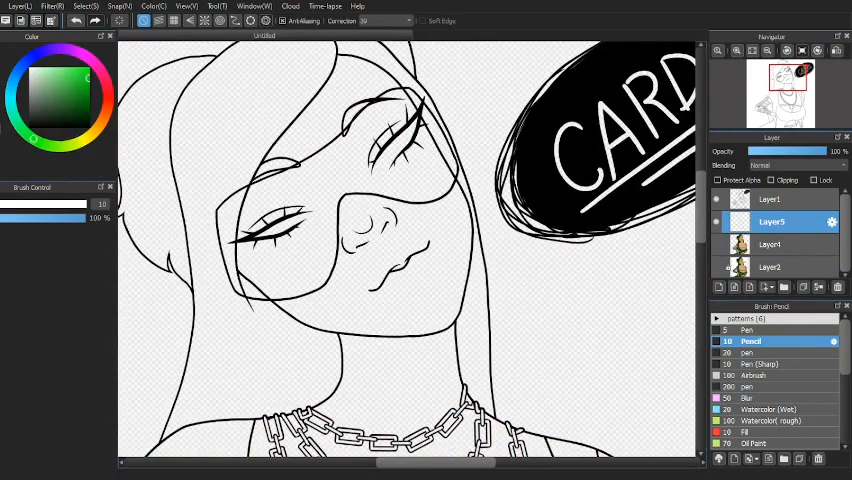 Layer(L) Filter(R) Select(S) Snap(N) Color(C) View(V) Tool(T) Window(W) Cloud Time-lapse Help
AntiAliasing Correction 39 Soft Edge
Color
Untitled
Navigator
CARD
Layer
Opacity 100 %
Blending Normal
Protect Alpha Clipping Lock
Brush Control
10
100 %
Layer1
Layer5
Layer4
Layer2
Brush: Pencil
patterns [6]
5 Pen
10 Pencil
20 pen
10 Pen (Sharp)
100 Airbrush
200 pen
50 Blur
20 Watercolor (Wet)
100 Watercolor( rough)
10 Fill
70 Oil Paint